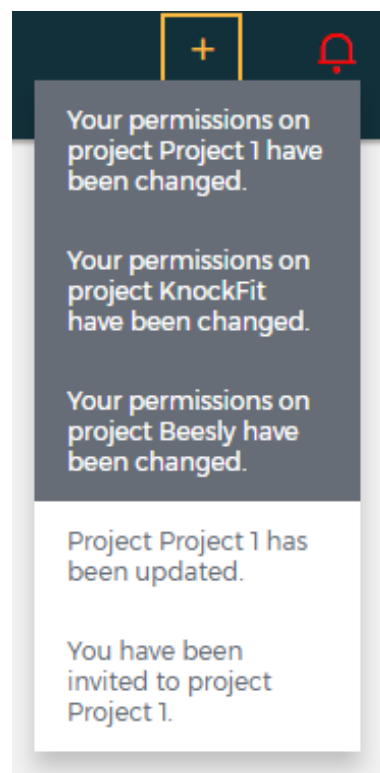 +
Your permissions on
project Project 1 have
been changed.
Your permissions on
project KnockFit
have been changed.
Your permissions on
project Beesly have
been changed.
Project Project 1 has
been updated.
You have been
invited to project
Project 1.